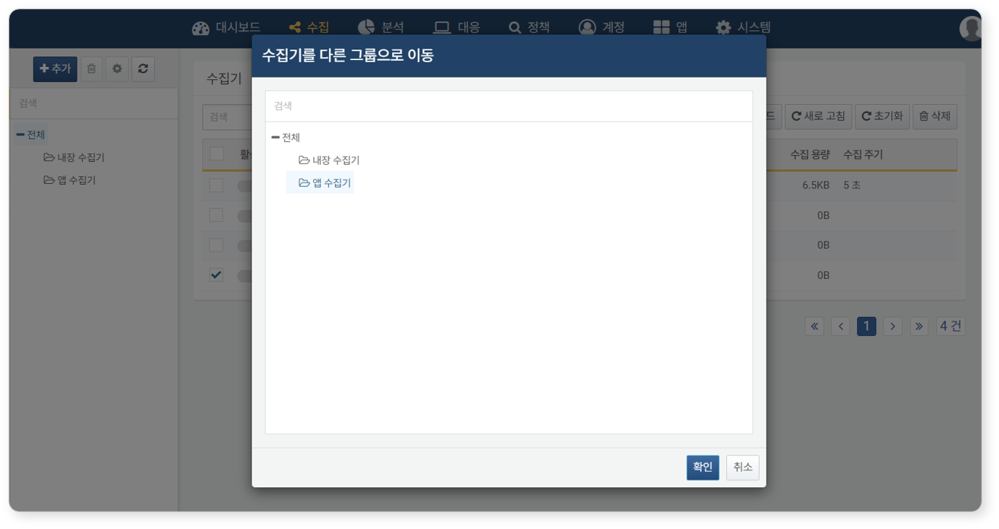 대시보드 수집 분석 대응 정책 계정 앱 시스템
추가
검색
전체
내장 수집기
앱 수집기
수집기
검색
새로 고침 초기화 삭제
수집 용량 수집 주기
6.5KB 5 초
0B
0B
0B
1 4 건
수집기를 다른 그룹으로 이동
검색
전체
내장 수집기
앱 수집기
확인 취소